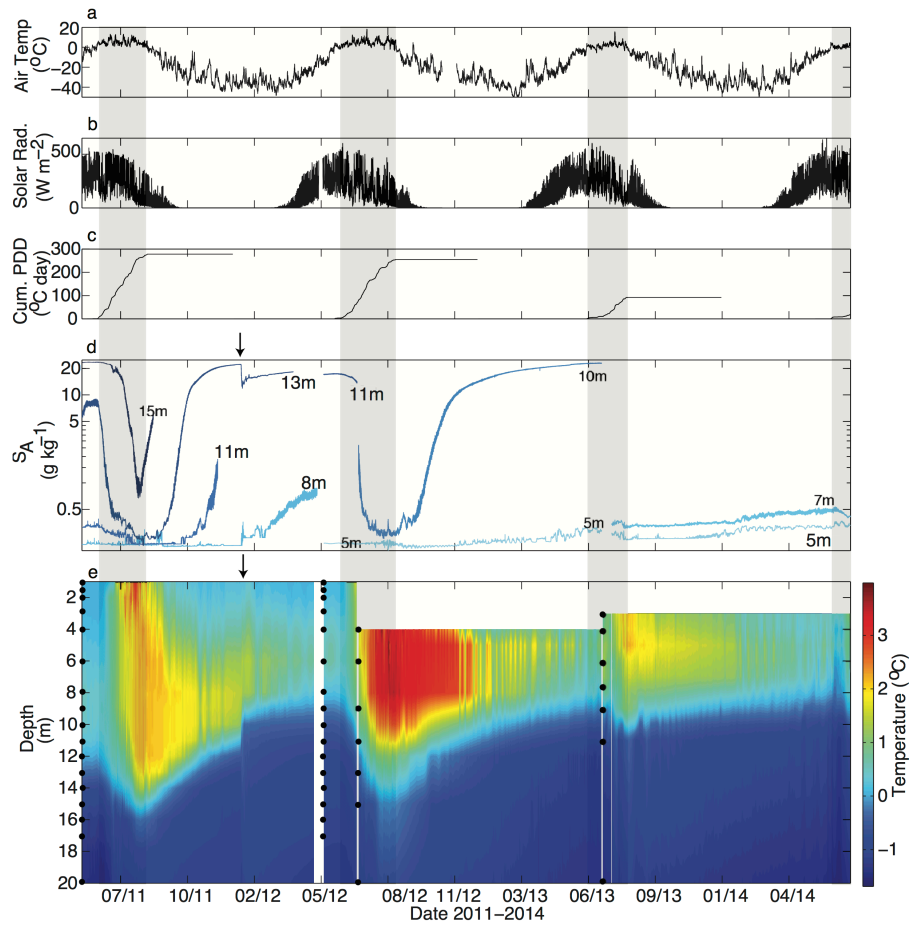 a
20
0
−20
−40
Air Temp
(°C)
b
500
0
Solar Rad.
(W m−2)
c
300
200
100
0
Cum. PDD
(°C day)
d
20
10
5
0.5
S_A
(g kg−1)
15m
11m
13m
8m
11m
5m
10m
5m
7m
5m
e
2
4
6
8
10
12
14
16
18
20
Depth
(m)
3
2
1
0
−1
Temperature (°C)
07/11 10/11 02/12 05/12 08/12 11/12 03/13 06/13 09/13 01/14 04/14
Date 2011−2014